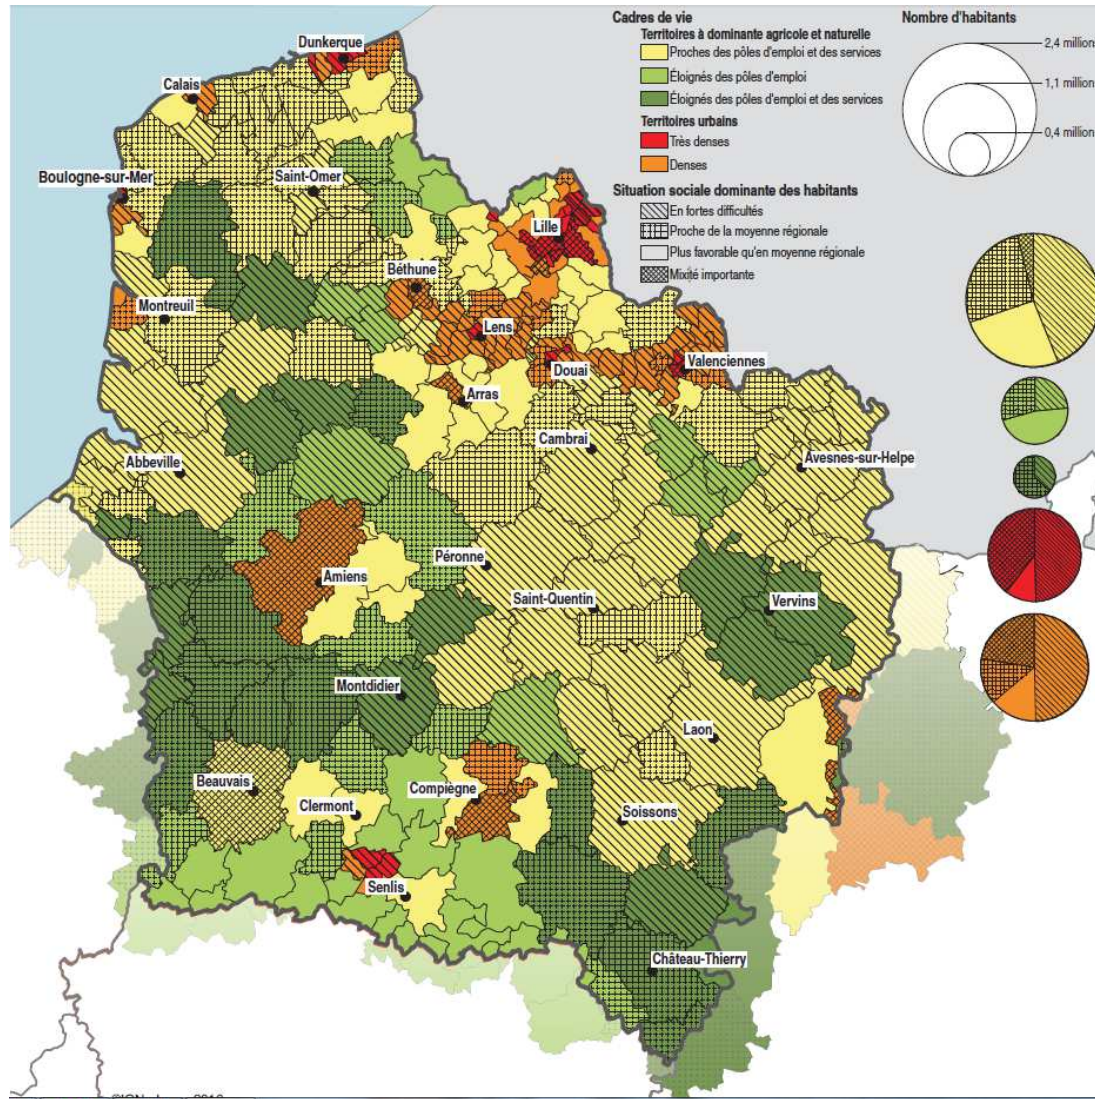 Cadres de vie
Territoires à dominante agricole et naturelle
Proches des pôles d'emploi et des services
Éloignés des pôles d'emploi
Éloignés des pôles d'emploi et des services
Territoires urbains
Très denses
Denses
Situation sociale dominante des habitants
En fortes difficultés
Proche de la moyenne régionale
Plus favorable qu'en moyenne régionale
Mixité importante
Nombre d'habitants
2,4 millions
1,1 millions
0,4 million
Dunkerque
Calais
Boulogne-sur-Mer
Saint-Omer
Lille
Béthune
Montreuil
Lens
Valenciennes
Douai
Arras
Cambrai
Abbeville
Avesnes-sur-Helpe
Péronne
Amiens
Saint-Quentin
Vervins
Montdidier
Laon
Beauvais
Compiègne
Clermont
Soissons
Senlis
Château-Thierry